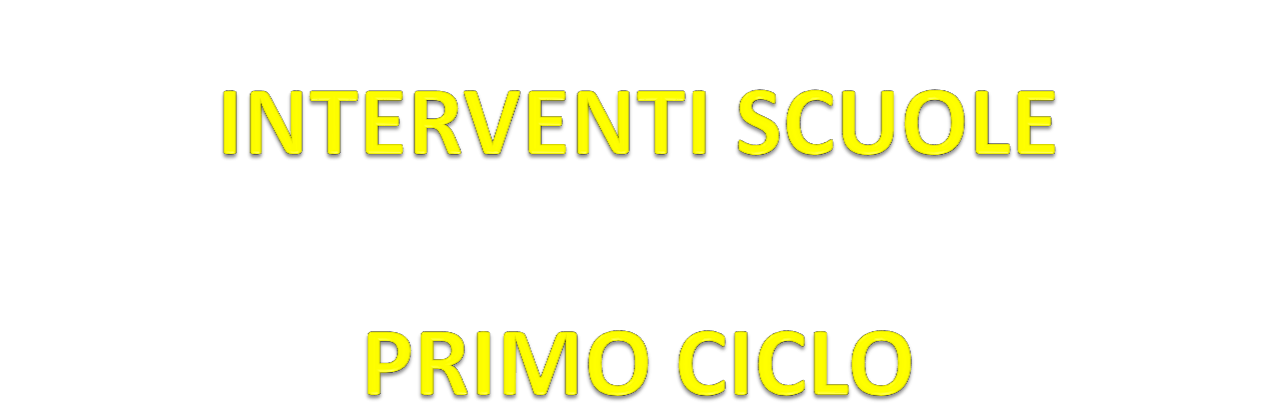 INTERVENTI SCUOLE
PRIMO CICLO